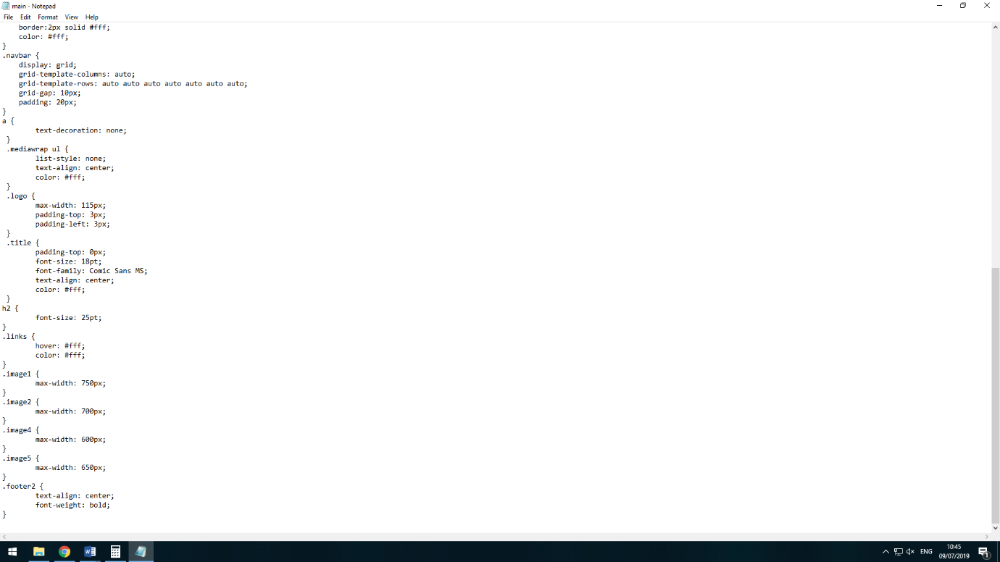 main - Notepad
File Edit Format View Help
border:2px solid #fff;
color: #fff;
}
.navbar {
display: grid;
grid-template-columns: auto;
grid-template-rows: auto auto auto auto auto auto auto;
grid-gap: 10px;
padding: 20px;
}
a {
text-decoration: none;
}
.mediawrap ul {
list-style: none;
text-align: center;
color: #fff;
}
.logo {
max-width: 115px;
padding-top: 3px;
padding-left: 3px;
}
.title {
padding-top: 0px;
font-size: 18pt;
font-family: Comic Sans MS;
text-align: center;
color: #fff;
}
h2 {
font-size: 25pt;
}
.links {
hover: #fff;
color: #fff;
}
.image1 {
max-width: 750px;
}
.image2 {
max-width: 700px;
}
.image4 {
max-width: 600px;
}
.image5 {
max-width: 650px;
}
.footer2 {
text-align: center;
font-weight: bold;
}
ENG
10:45
09/07/2019
1